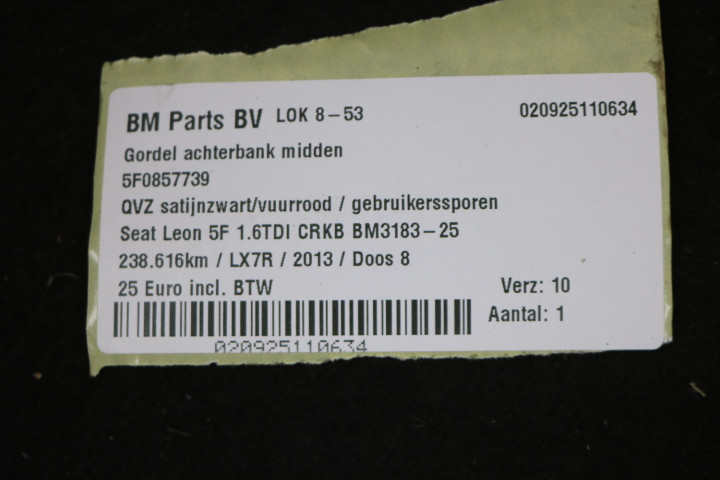 BM Parts BV LOK 8-53 020925110634
Gordel achterbank midden
5F0857739
QVZ satijnzwart/vuurrood / gebruikerssporen
Seat Leon 5F 1.6TDI CRKB BM3183-25
238.616km / LX7R / 2013 / Doos 8
25 Euro incl. BTW Verz: 10
Aantal: 1
020925110634